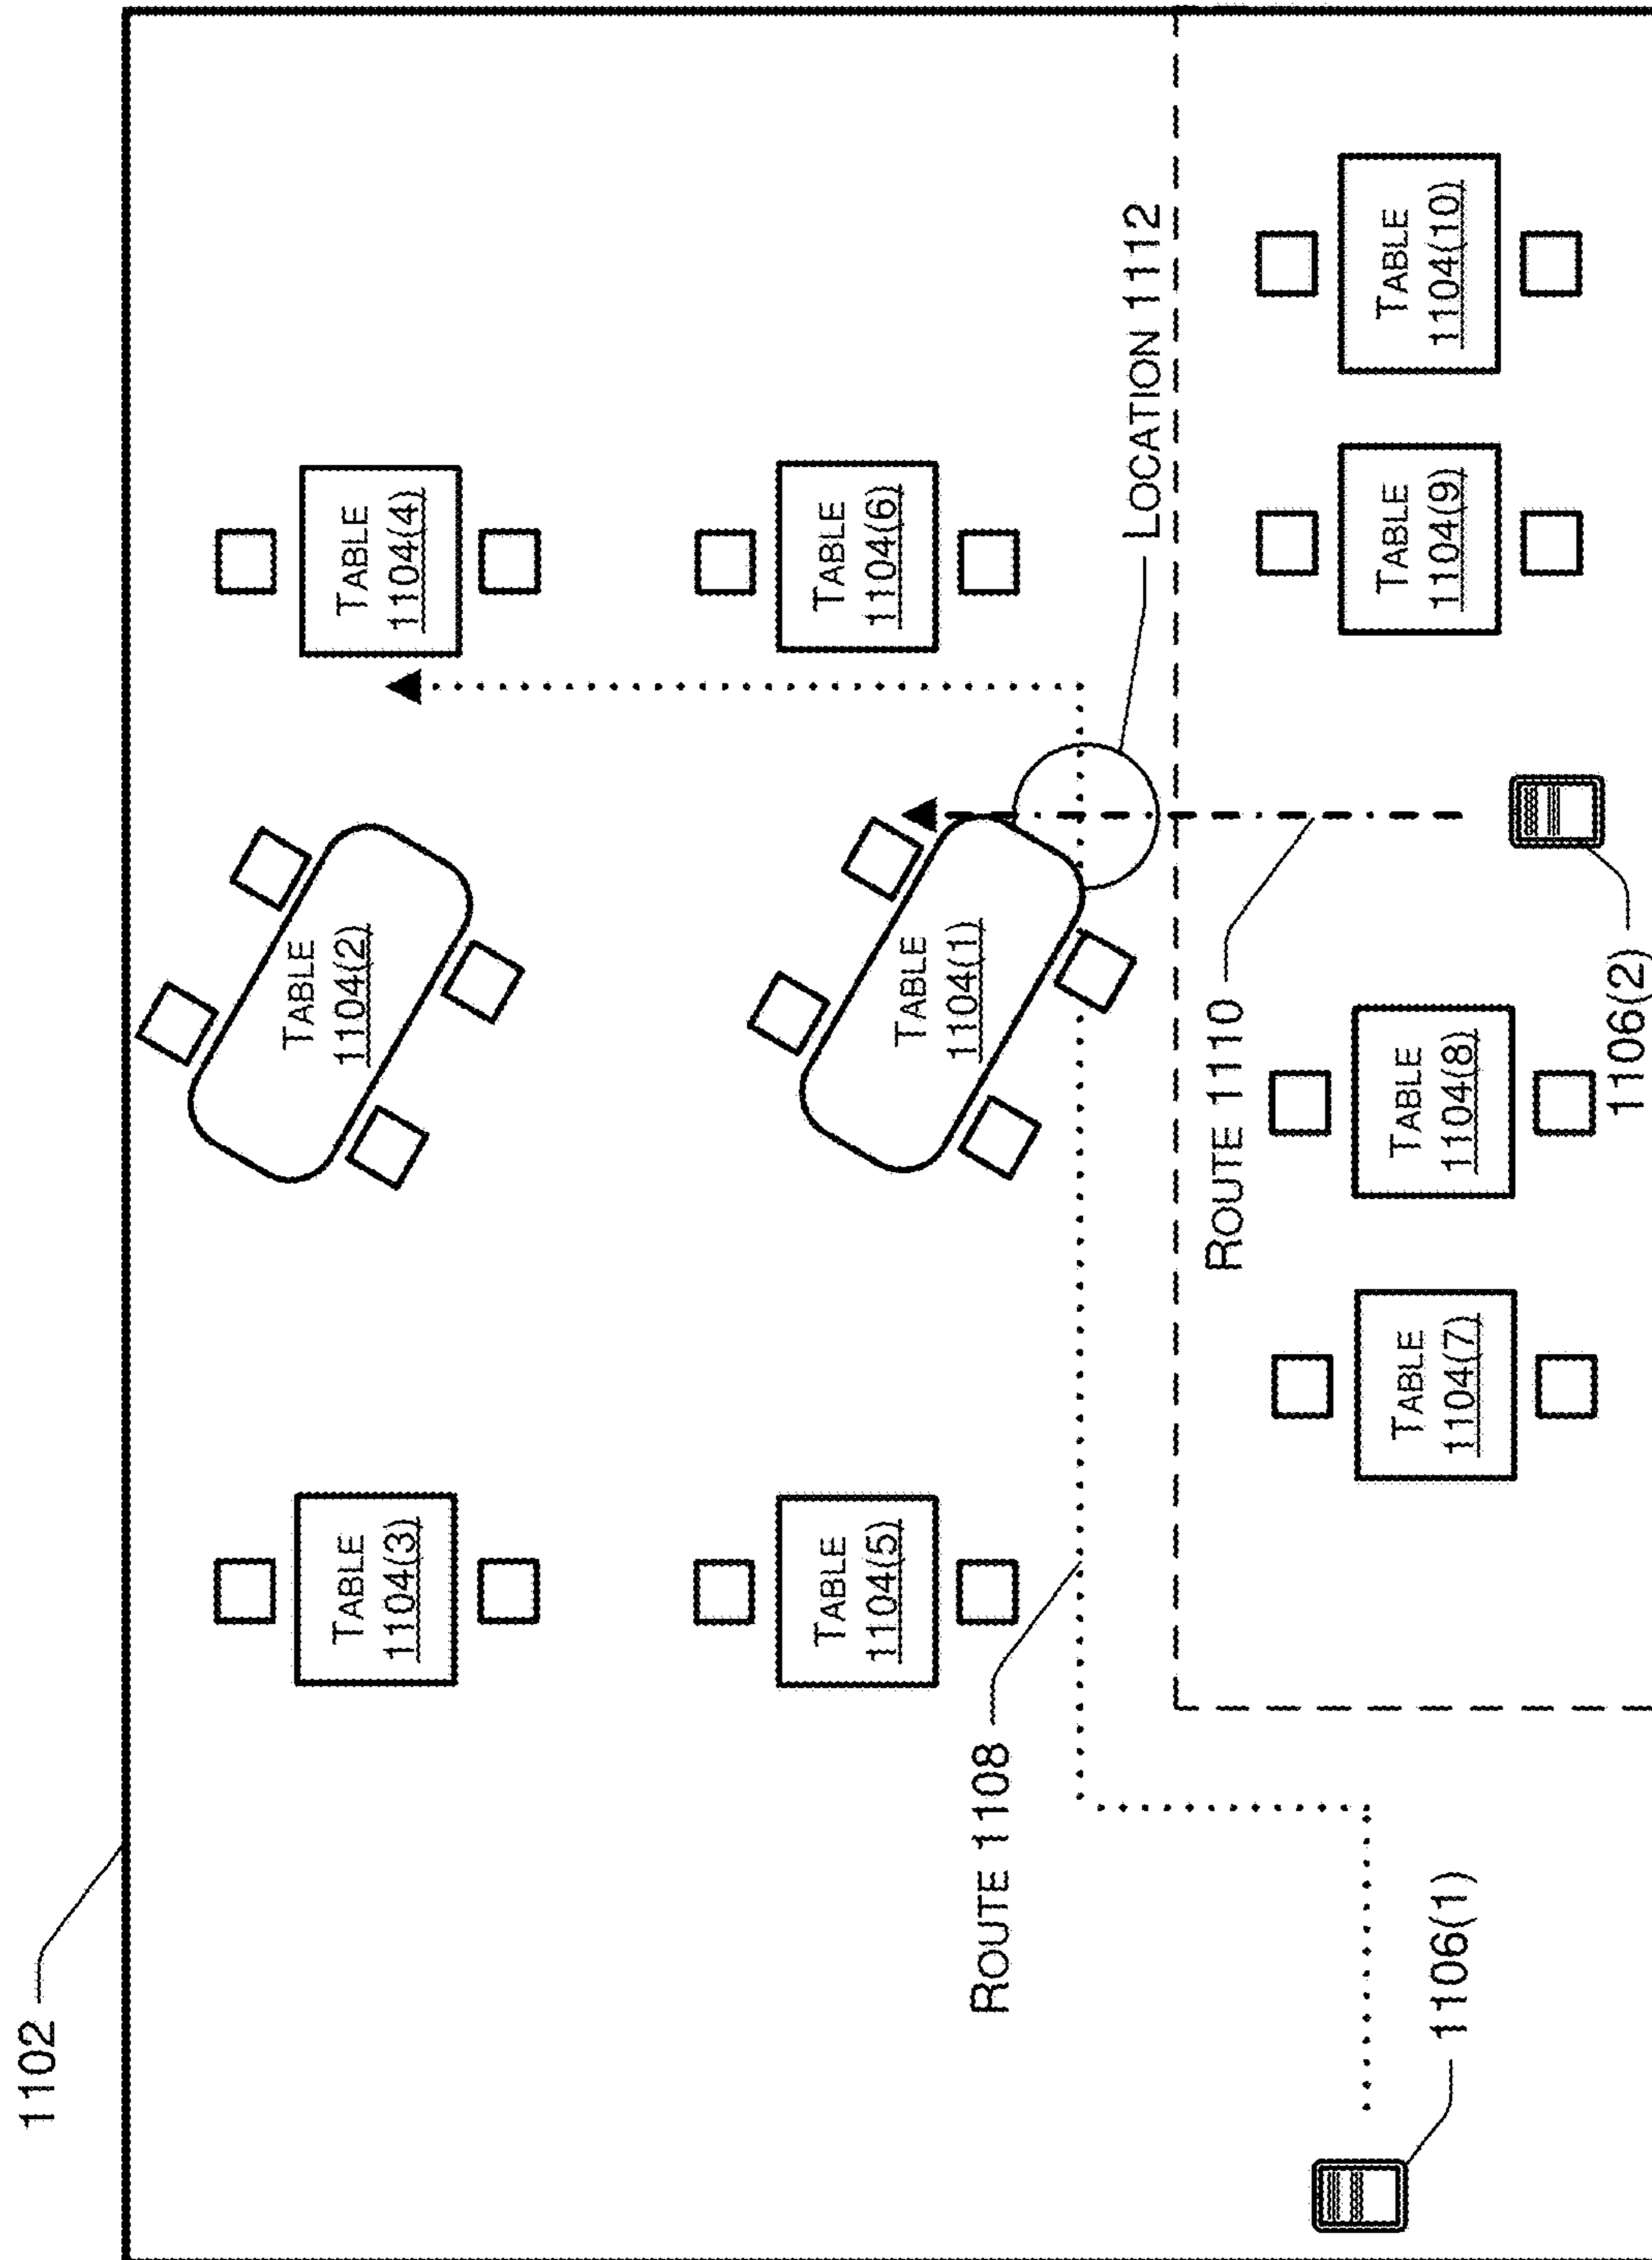 1102
TABLE
1104(3)
TABLE
1104(2)
TABLE
1104(4)
TABLE
1104(5)
TABLE
1104(1)
TABLE
1104(6)
ROUTE 1108
LOCATION 1112
ROUTE 1110
TABLE
1104(7)
TABLE
1104(8)
TABLE
1104(9)
TABLE
1104(10)
1106(1)
1106(2)